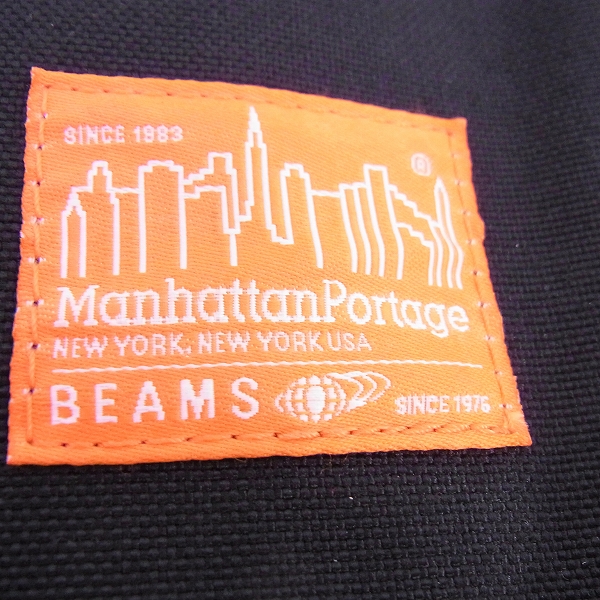 SINCE 1983
®
ManhattanPortage
NEW YORK, NEW YORK USA
BEAMS SINCE 1976